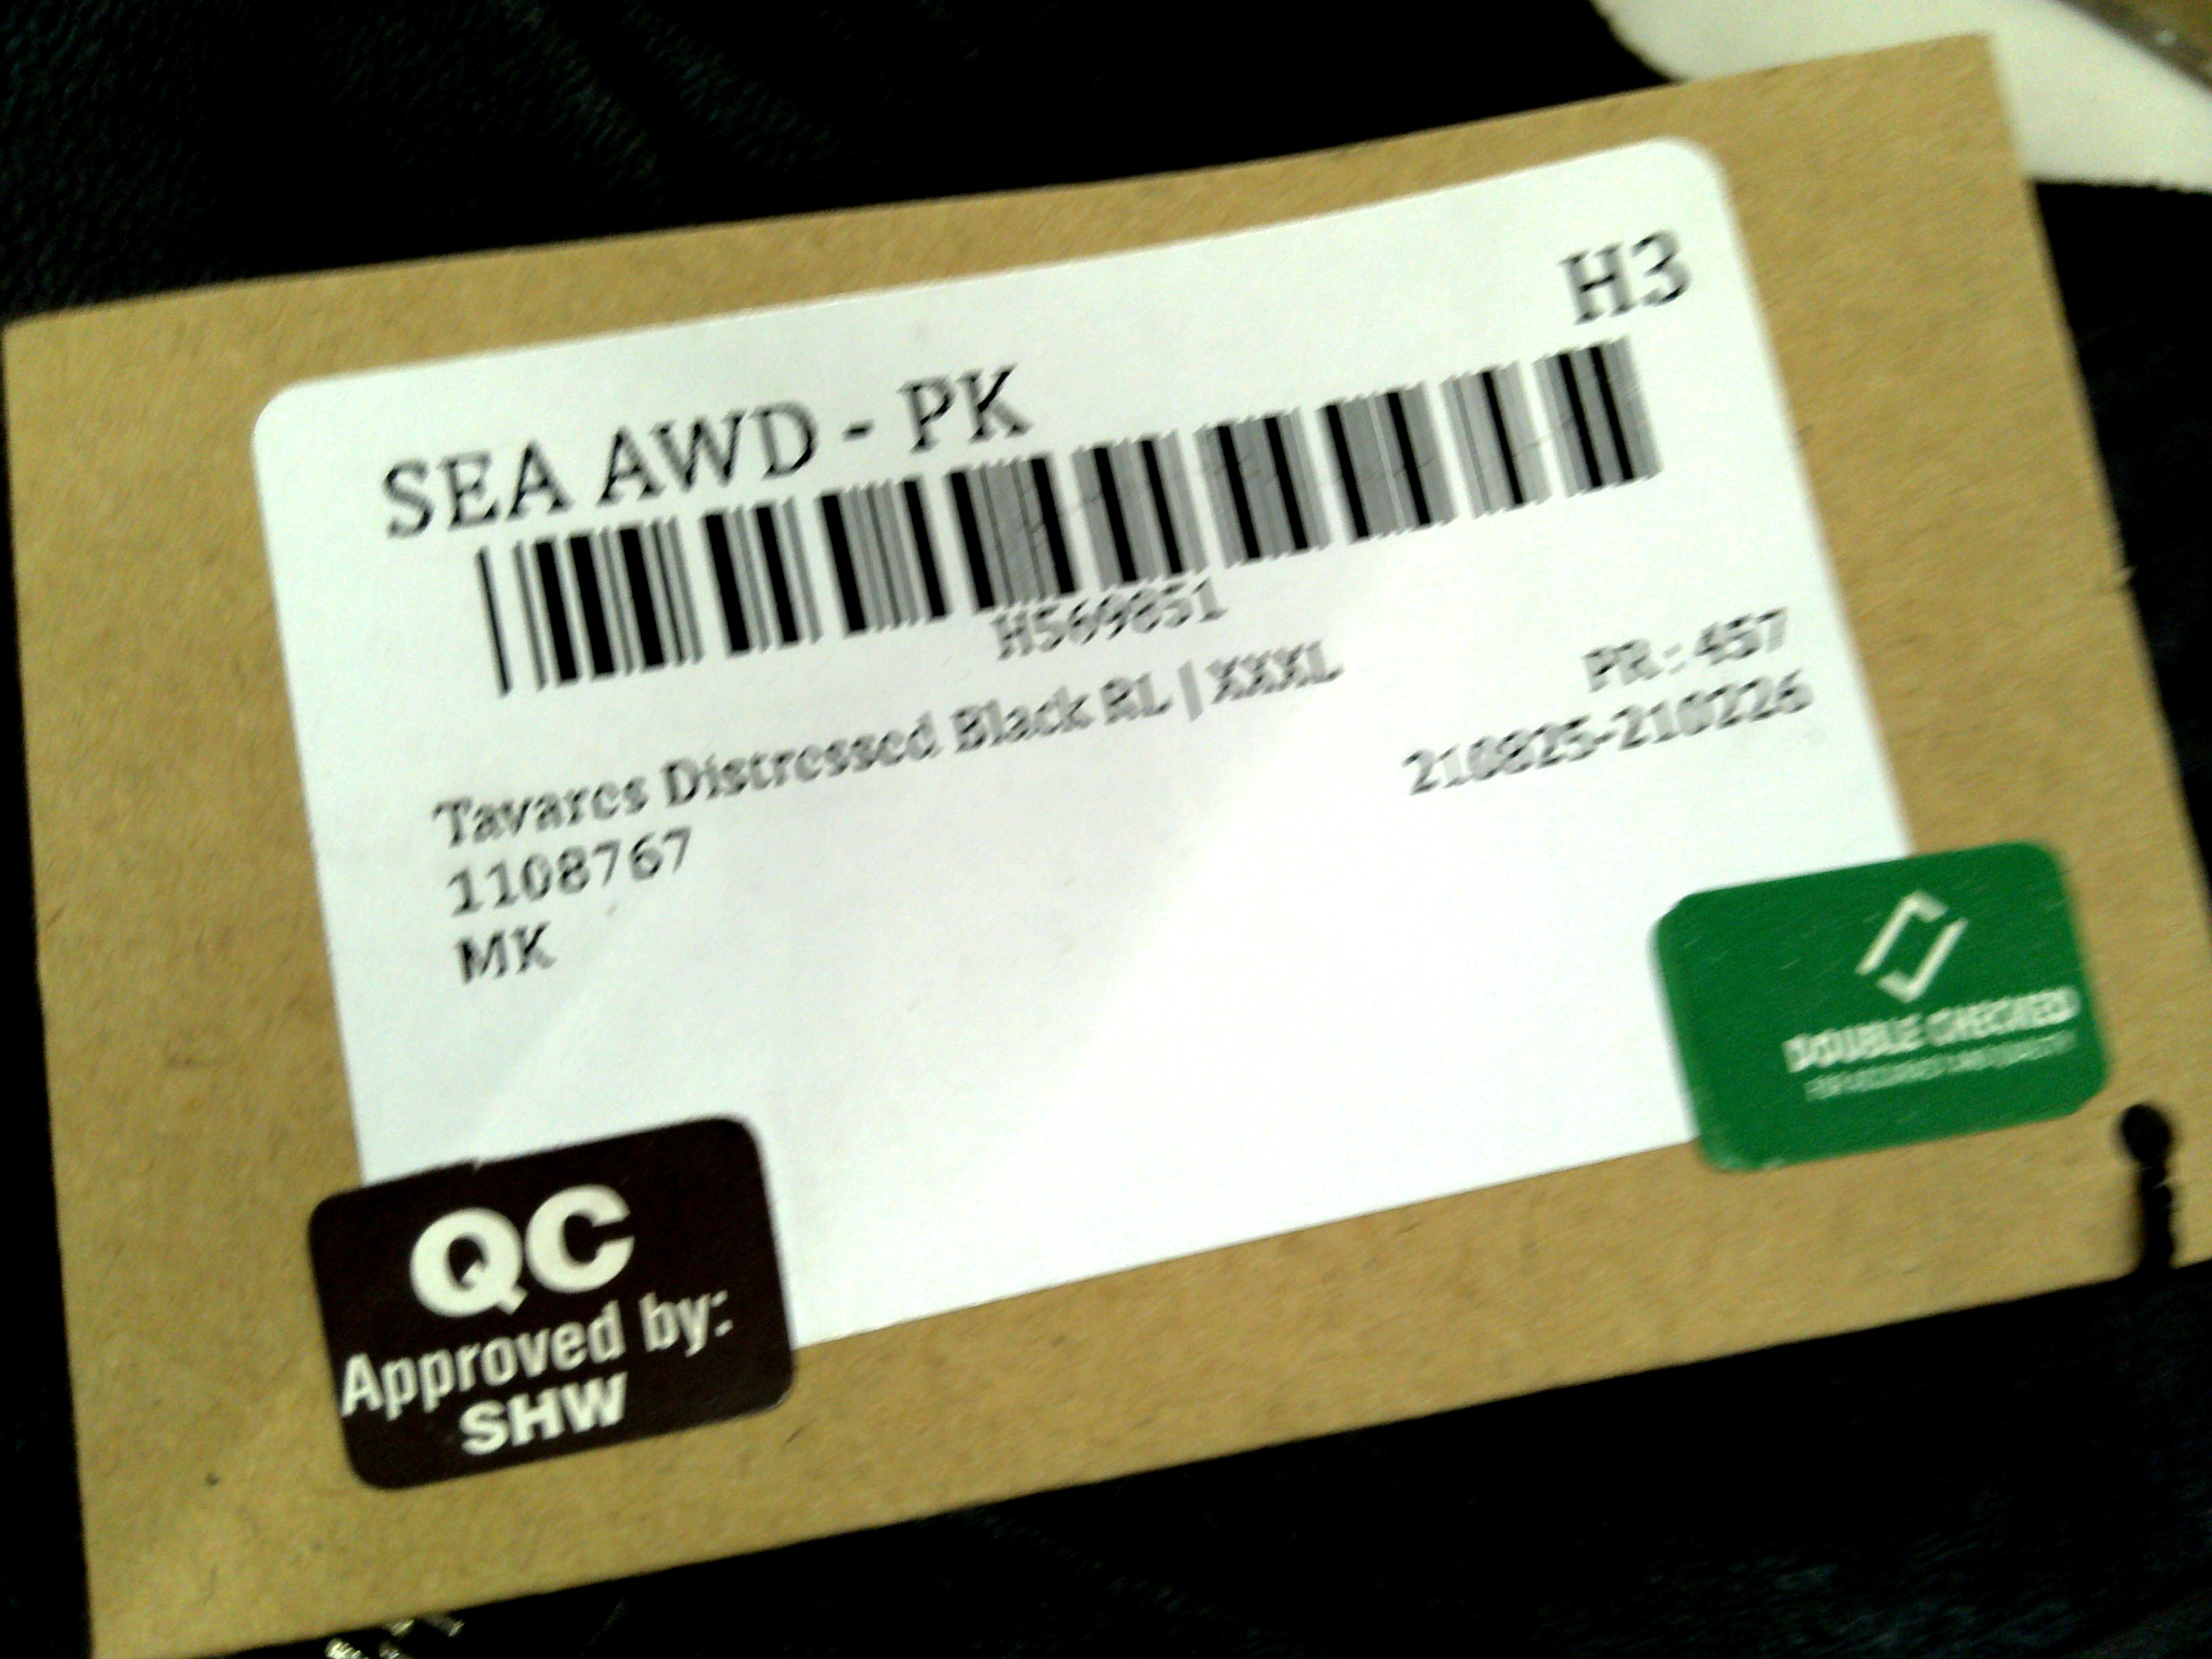 H3
SEA AWD - PK
H569851
Tavares Distressed Black RL | XXXL
PR:457
1108767
210825-210226
MK
DOUBLE CHECKED
QC
Approved by:
SHW